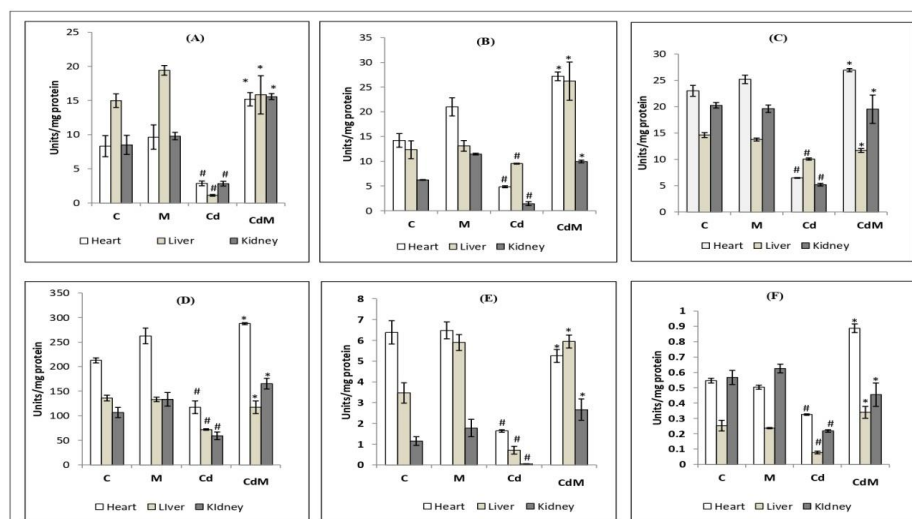 (A)
Units/mg protein
25
20
15
10
5
0
* * *
# # #
C M Cd CdM
Heart Liver Kidney
(B)
Units/mg protein
35
30
25
20
15
10
5
0
* * *
# # #
C M Cd CdM
Heart Liver Kidney
(C)
Units/mg protein
30
25
20
15
10
5
0
* * *
# # #
C M Cd CdM
Heart Liver Kidney
(D)
Units/mg protein
350
300
250
200
150
100
50
0
* * *
# # #
C M Cd CdM
Heart LIver KIdney
(E)
Units/mg protein
7
6
5
4
3
2
1
0
* * *
# # #
C M Cd CdM
Heart Liver Kidney
(F)
Units/mg protein
1
0.9
0.8
0.7
0.6
0.5
0.4
0.3
0.2
0.1
0
* * *
# # #
C M Cd CdM
Heart LIver KIdney